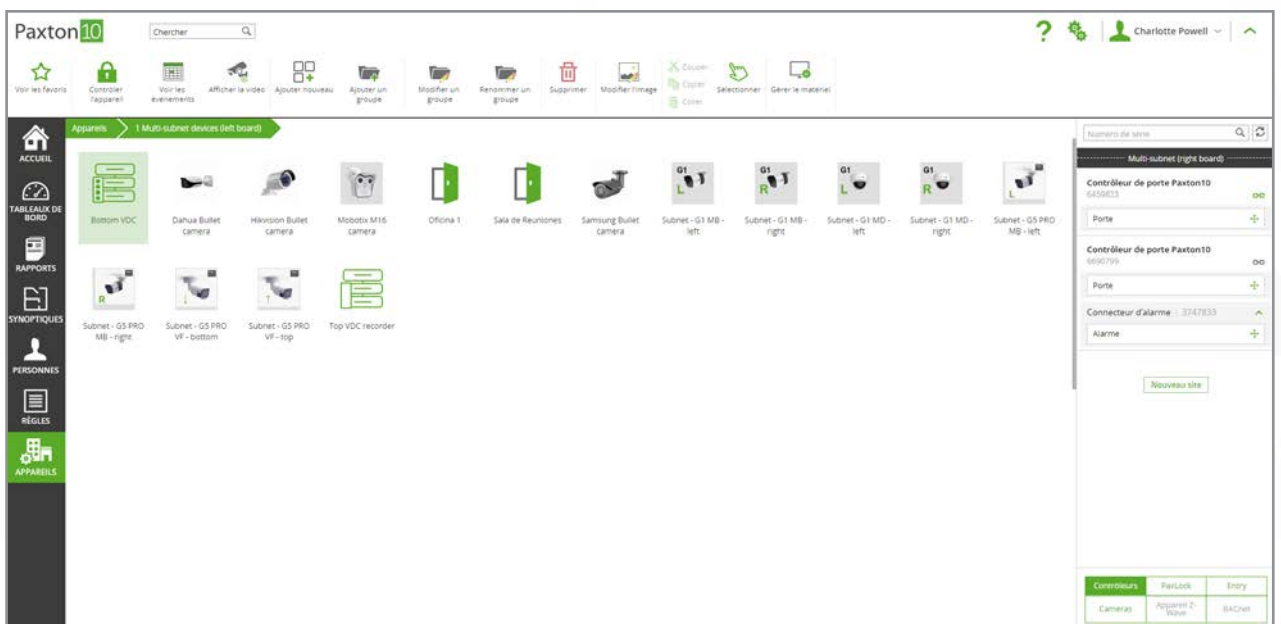 Paxton10
Chercher
Charlotte Powell
Voir les favoris
Contrôler l'appareil
Voir les événements
Afficher la vidéo
Ajouter nouveau
Ajouter un groupe
Modifier un groupe
Renommer un groupe
Supprimer
Modifier l'image
Couper
Copier
Coller
Sélectionner
Gérer le matériel
ACCUEIL
TABLEAUX DE BORD
RAPPORTS
SYNOPTIQUES
PERSONNES
RÈGLES
APPAREILS
Appareils
1 Multi-subnet devices (left board)
Bottom VDC
Dahua Bullet camera
Hikvision Bullet camera
Mobotix M16 camera
Oficina 1
Sala de Reuniones
Samsung Bullet camera
G1
L
Subnet - G1 MB - left
G1
R
Subnet - G1 MB - right
G1
L
Subnet - G1 MD - left
G1
R
Subnet - G1 MD - right
L
Subnet - G5 PRO MB - left
R
Subnet - G5 PRO MB - right
Subnet - G5 PRO VF - bottom
Subnet - G5 PRO VF - top
Top VDC recorder
Numéro de série
Multi-subnet (right board)
Contrôleur de porte Paxton10
Porte
Contrôleur de porte Paxton10
6690799
Porte
Connecteur d'alarme 3747833
Alarme
Nouveau site
Contrôleurs
PaxLock
Entry
Caméras
Appareil Z-Wave
BACnet